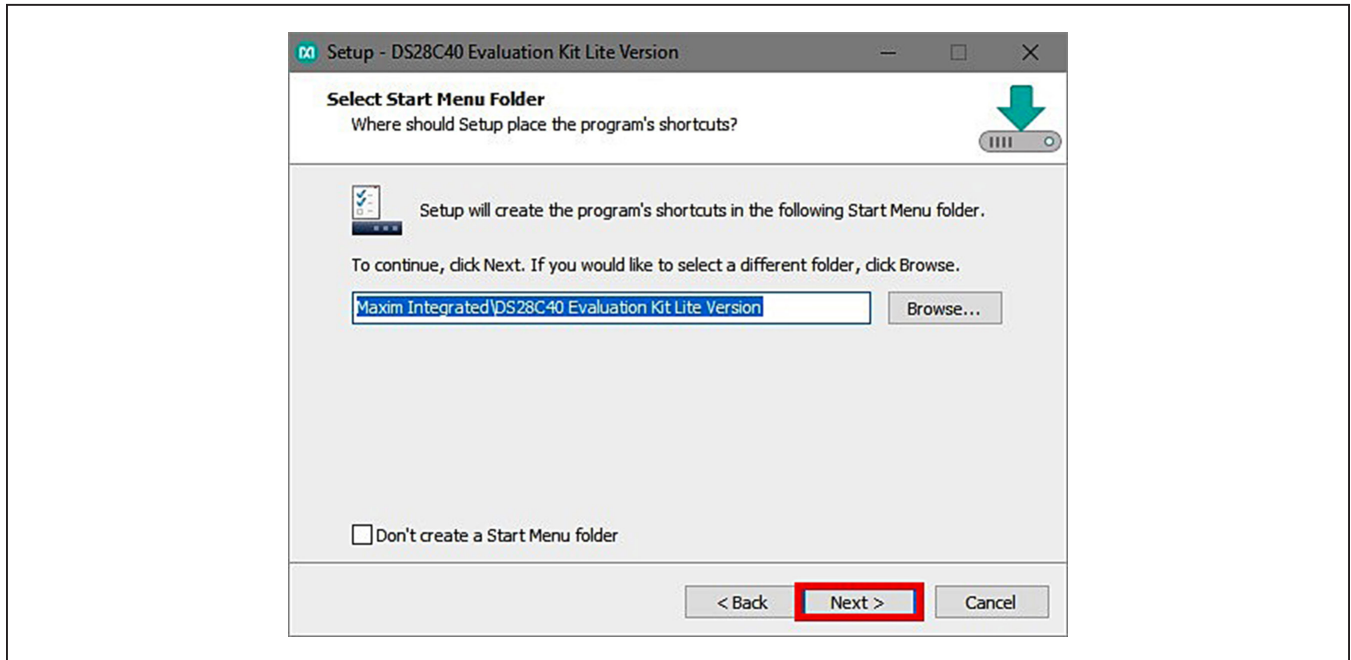 Setup - DS28C40 Evaluation Kit Lite Version
Select Start Menu Folder
Where should Setup place the program's shortcuts?
Setup will create the program's shortcuts in the following Start Menu folder.
To continue, click Next. If you would like to select a different folder, click Browse.
Maxim Integrated\DS28C40 Evaluation Kit Lite Version
Browse...
Don't create a Start Menu folder
< Back
Next >
Cancel